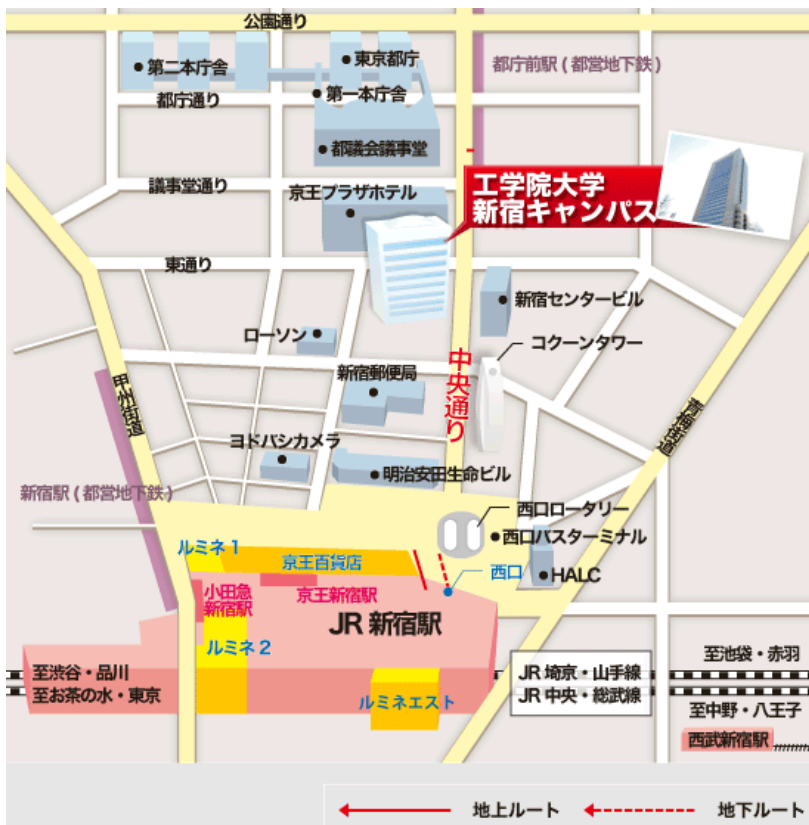 公園通り
第二本庁舎
東京都庁
都庁前駅 ( 都営地下鉄 )
都庁通り
第一本庁舎
都議会議事堂
議事堂通り
京王プラザホテル
工学院大学
新宿キャンパス
東通り
新宿センタービル
ローソン
コクーンタワー
中央通り
新宿郵便局
甲州街道
青梅街道
ヨドバシカメラ
明治安田生命ビル
新宿駅 ( 都営地下鉄 )
西口ロータリー
西口バスターミナル
ルミネ 1
京王百貨店
西口
HALC
小田急
新宿駅
京王新宿駅
JR 新宿駅
ルミネ 2
至渋谷・品川
至お茶の水・東京
ルミネエスト
JR 埼京・山手線
JR 中央・総武線
至池袋・赤羽
至中野・八王子
西武新宿駅
地上ルート
地下ルート